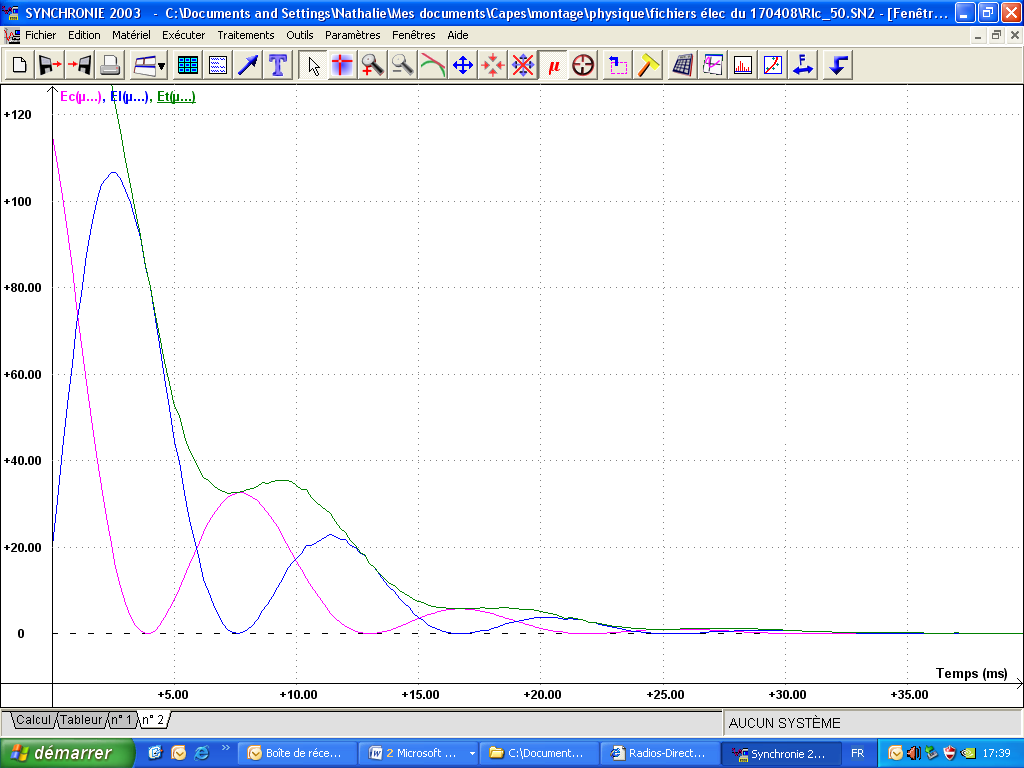 SYNCHRONIE 2003 - C:\Documents and Settings\Nathalie\Mes documents\Capes\montage\physique\fichiers élec du 170408\Rlc_50.SN2 - [Fenêtr...
Fichier Edition Matériel Exécuter Traitements Outils Paramètres Fenêtres Aide
T µ
Ec(µ...), El(µ...), Et(µ...)
+120
+100
+80.00
+60.00
+40.00
+20.00
0
Temps (ms)
+5.00 +10.00 +15.00 +20.00 +25.00 +30.00 +35.00
Calcul Tableur n° 1 n° 2 AUCUN SYSTÈME
démarrer » Boîte de réce... 2 Microsoft ... C:\Document... Radios-Direct... Synchronie 2... FR 17:39